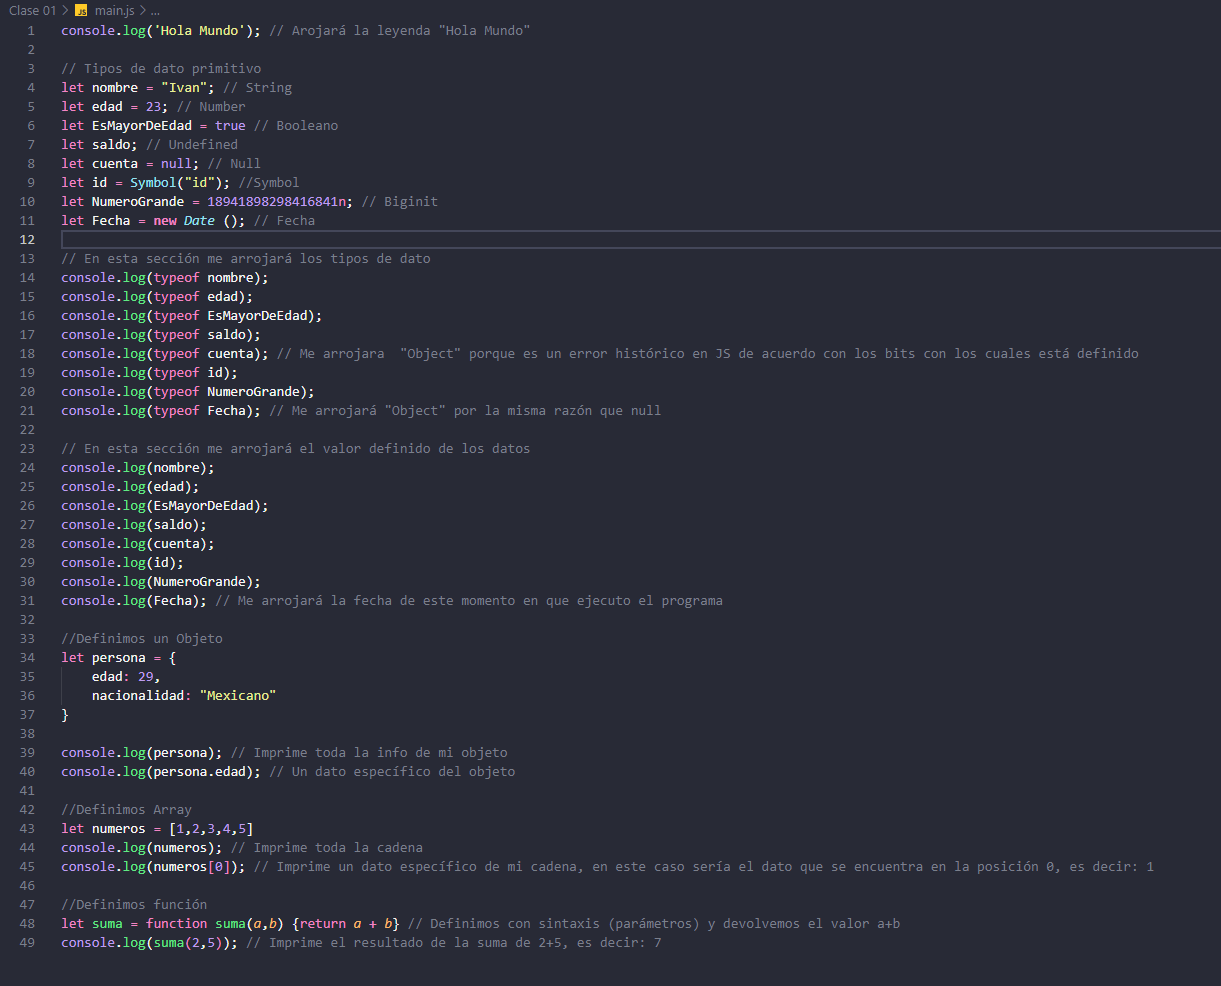 Clase 01 > JS main.js > ...
1 console.log('Hola Mundo'); // Arojará la leyenda "Hola Mundo"
2
3 // Tipos de dato primitivo
4 let nombre = "Ivan"; // String
5 let edad = 23; // Number
6 let EsMayorDeEdad = true // Booleano
7 let saldo; // Undefined
8 let cuenta = null; // Null
9 let id = Symbol("id"); //Symbol
10 let NumeroGrande = 18941898298416841n; // Biginit
11 let Fecha = new Date (); // Fecha
12
13 // En esta sección me arrojará los tipos de dato
14 console.log(typeof nombre);
15 console.log(typeof edad);
16 console.log(typeof EsMayorDeEdad);
17 console.log(typeof saldo);
18 console.log(typeof cuenta); // Me arrojara  "Object" porque es un error histórico en JS de acuerdo con los bits con los cuales está definido
19 console.log(typeof id);
20 console.log(typeof NumeroGrande);
21 console.log(typeof Fecha); // Me arrojará "Object" por la misma razón que null
22
23 // En esta sección me arrojará el valor definido de los datos
24 console.log(nombre);
25 console.log(edad);
26 console.log(EsMayorDeEdad);
27 console.log(saldo);
28 console.log(cuenta);
29 console.log(id);
30 console.log(NumeroGrande);
31 console.log(Fecha); // Me arrojará la fecha de este momento en que ejecuto el programa
32
33 //Definimos un Objeto
34 let persona = {
35     edad: 29,
36     nacionalidad: "Mexicano"
37 }
38
39 console.log(persona); // Imprime toda la info de mi objeto
40 console.log(persona.edad); // Un dato específico del objeto
41
42 //Definimos Array
43 let numeros = [1,2,3,4,5]
44 console.log(numeros); // Imprime toda la cadena
45 console.log(numeros[0]); // Imprime un dato específico de mi cadena, en este caso sería el dato que se encuentra en la posición 0, es decir: 1
46
47 //Definimos función
48 let suma = function suma(a,b) {return a + b} // Definimos con sintaxis (parámetros) y devolvemos el valor a+b
49 console.log(suma(2,5)); // Imprime el resultado de la suma de 2+5, es decir: 7